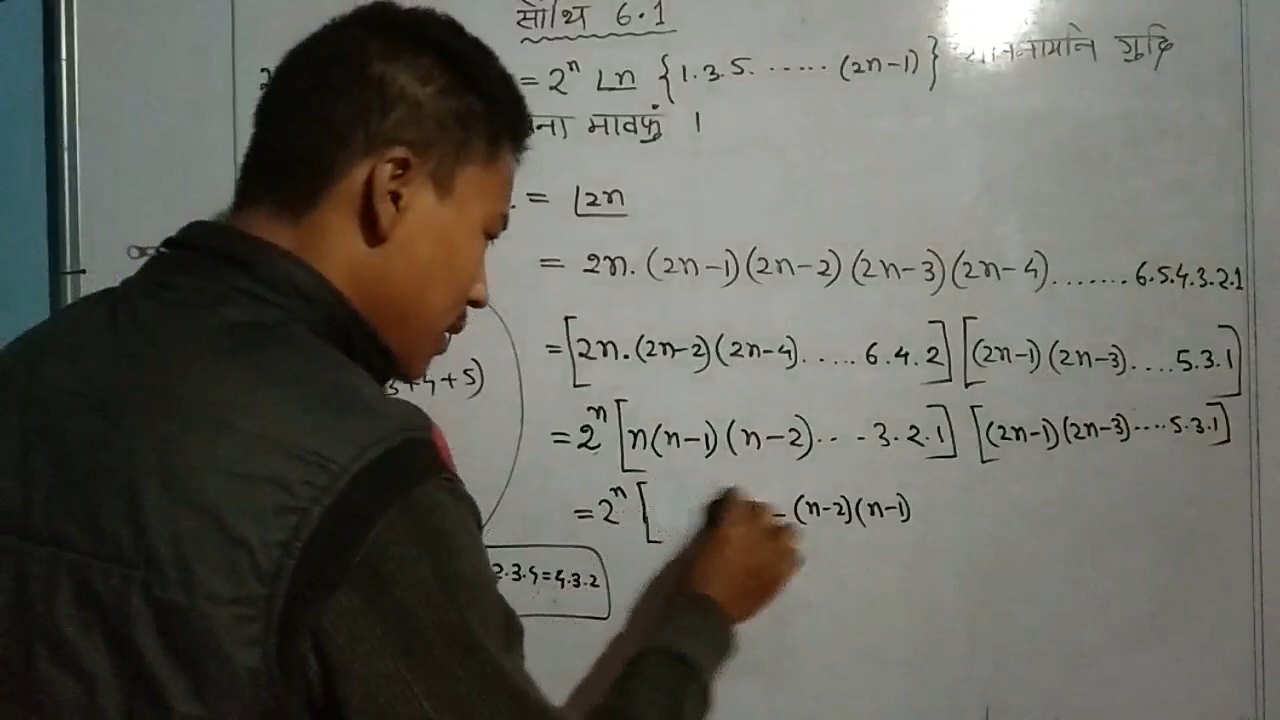 सोंथि 6.1
= 2ⁿ ∟n {1.3.5. ...... (2n-1)}
मावफुं ।
. = ∟2n
= 2n.(2n-1)(2n-2)(2n-3)(2n-4).......6.5.4.3.2.1
= [2n.(2n-2)(2n-4).....6.4.2] [(2n-1)(2n-3)....5.3.1]
+4+5)
= 2ⁿ [n(n-1)(n-2)...3.2.1] [(2n-1)(2n-3)....5.3.1]
= 2ⁿ [ - (n-2)(n-1)
2.3.4=4.3.2